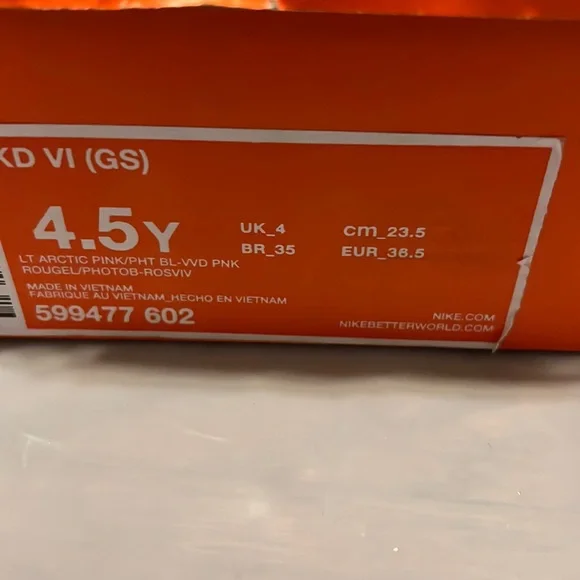 KD VI (GS)
4.5Y
UK_4 cm_23.5
BR_35 EUR_36.5
LT ARCTIC PINK/PHT BL-VVD PNK
ROUGEL/PHOTOB-ROSVIV
MADE IN VIETNAM
FABRIQUE AU VIETNAM_HECHO EN VIETNAM
599477 602
NIKE.COM
NIKEBETTERWORLD.COM